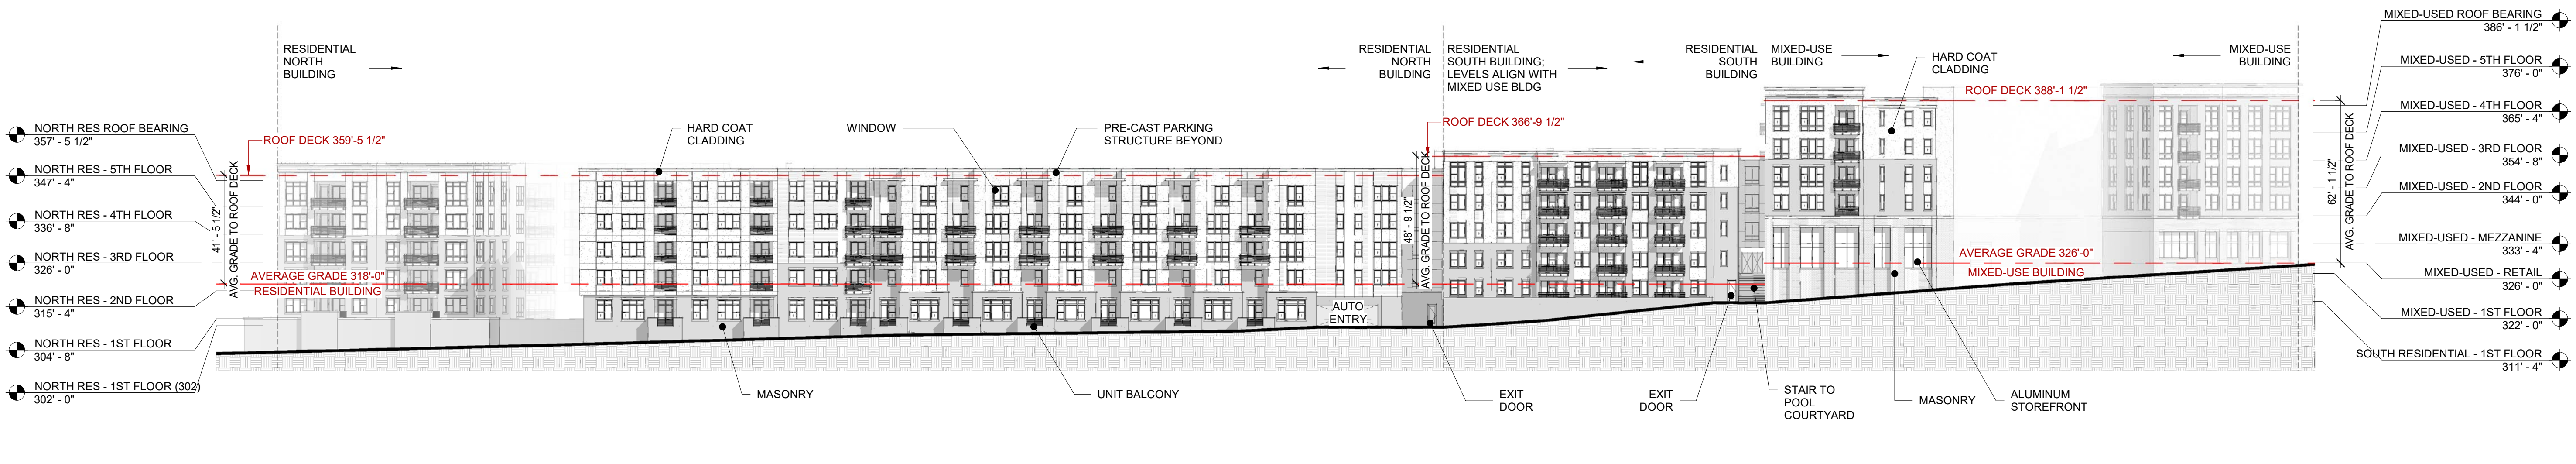 RESIDENTIAL
NORTH
BUILDING
RESIDENTIAL
NORTH
BUILDING
RESIDENTIAL
SOUTH BUILDING;
LEVELS ALIGN WITH
MIXED USE BLDG
RESIDENTIAL
SOUTH
BUILDING
MIXED-USE
BUILDING
HARD COAT
CLADDING
MIXED-USE
BUILDING
NORTH RES ROOF BEARING
357' - 5 1/2"
NORTH RES - 5TH FLOOR
347' - 4"
NORTH RES - 4TH FLOOR
336' - 8"
NORTH RES - 3RD FLOOR
326' - 0"
NORTH RES - 2ND FLOOR
315' - 4"
NORTH RES - 1ST FLOOR
304' - 8"
NORTH RES - 1ST FLOOR (302)
302' - 0"
41' - 5 1/2"
AVG. GRADE TO ROOF DECK
ROOF DECK 359'-5 1/2"
AVERAGE GRADE 318'-0"
RESIDENTIAL BUILDING
HARD COAT
CLADDING
WINDOW
PRE-CAST PARKING
STRUCTURE BEYOND
ROOF DECK 366'-9 1/2"
48' - 9 1/2"
AVG. GRADE TO ROOF DECK
AUTO
ENTRY
ROOF DECK 388'-1 1/2"
AVERAGE GRADE 326'-0"
MIXED-USE BUILDING
62' - 1 1/2"
AVG. GRADE TO ROOF DECK
MASONRY
UNIT BALCONY
EXIT
DOOR
EXIT
DOOR
STAIR TO
POOL
COURTYARD
MASONRY
ALUMINUM
STOREFRONT
MIXED-USED ROOF BEARING
386' - 1 1/2"
MIXED-USED - 5TH FLOOR
376' - 0"
MIXED-USED - 4TH FLOOR
365' - 4"
MIXED-USED - 3RD FLOOR
354' - 8"
MIXED-USED - 2ND FLOOR
344' - 0"
MIXED-USED - MEZZANINE
333' - 4"
MIXED-USED - RETAIL
326' - 0"
MIXED-USED - 1ST FLOOR
322' - 0"
SOUTH RESIDENTIAL - 1ST FLOOR
311' - 4"